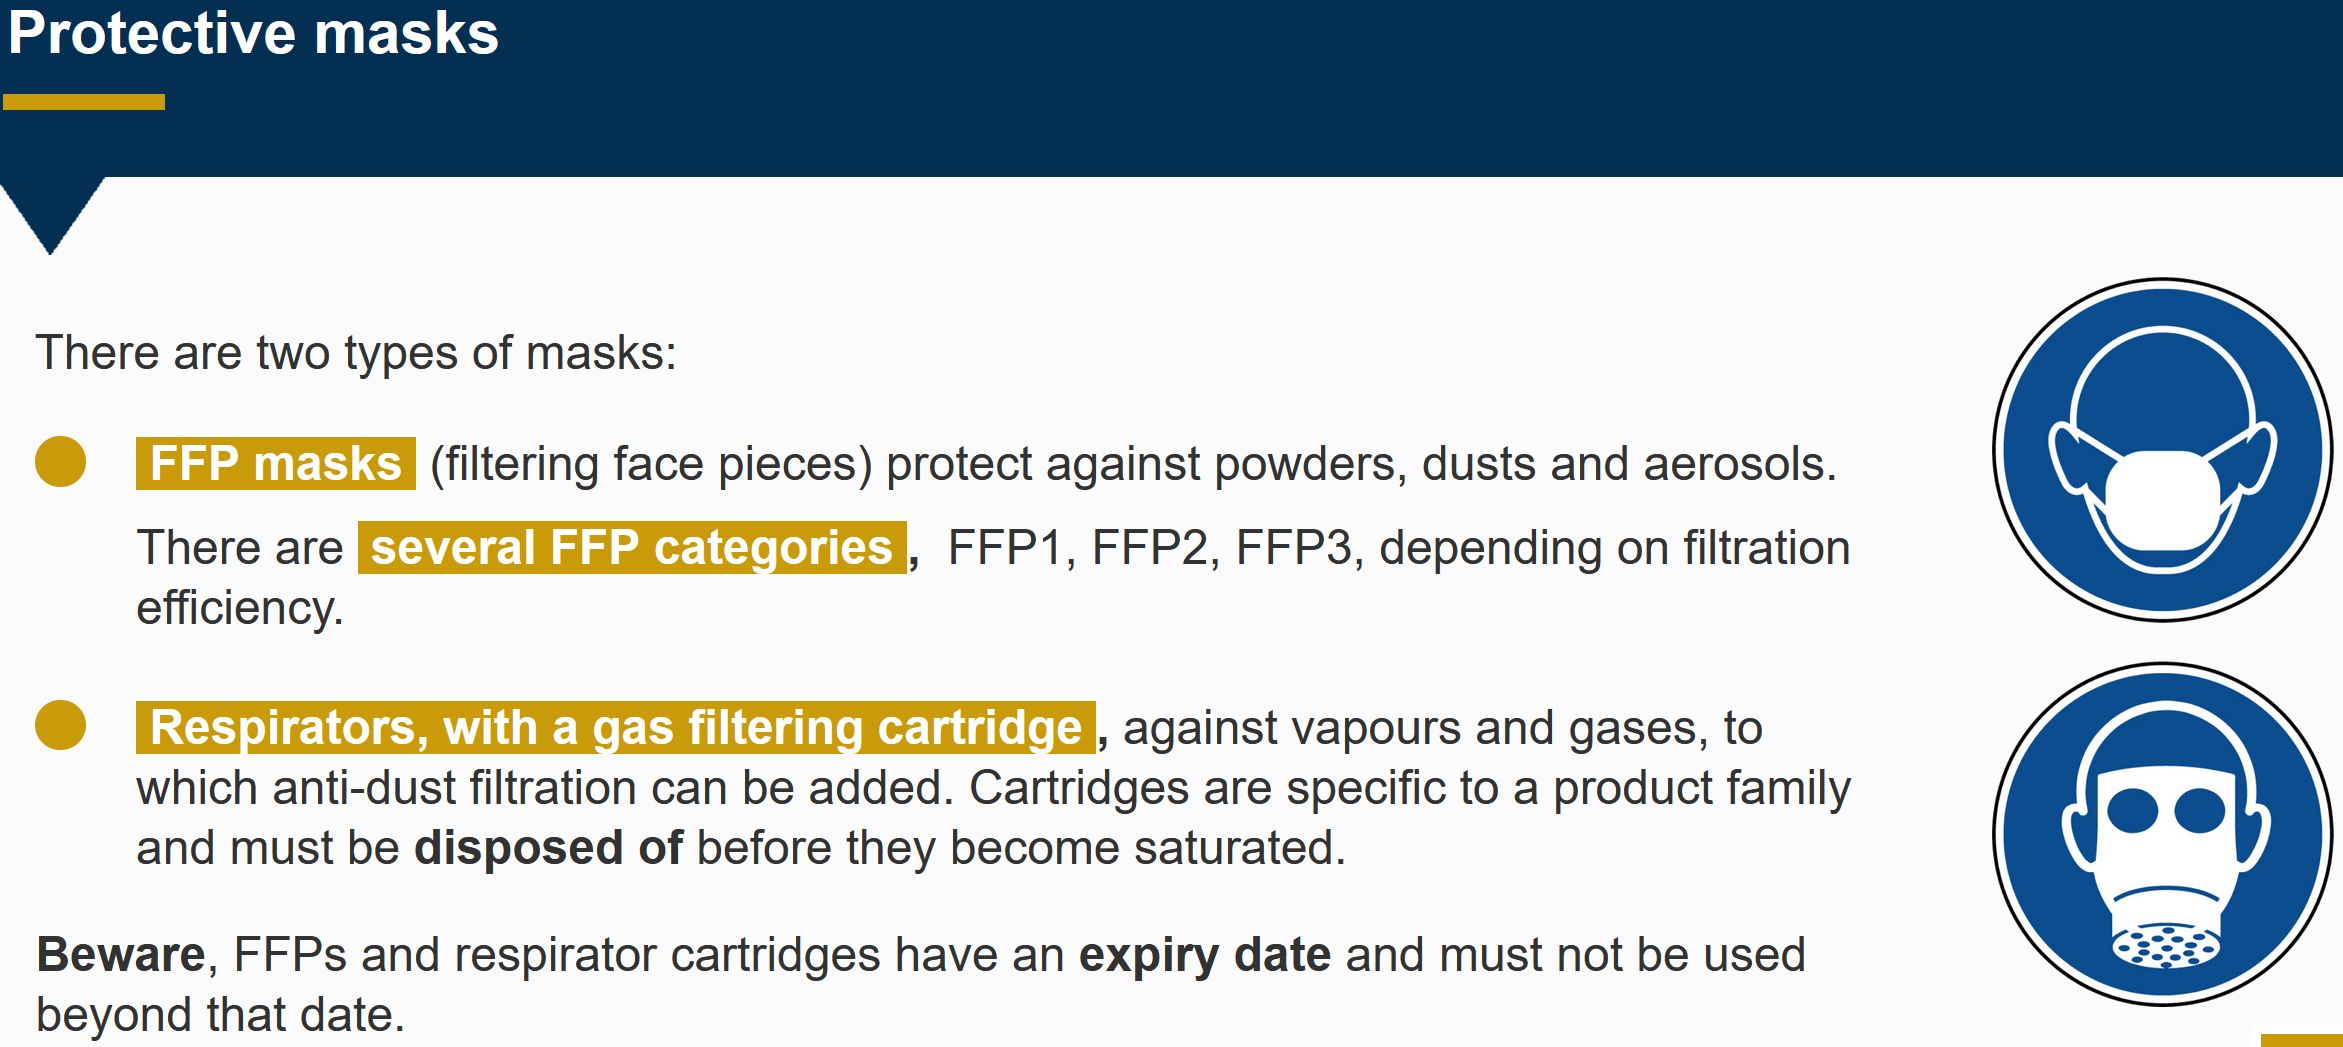 Protective masks
There are two types of masks:
FFP masks (filtering face pieces) protect against powders, dusts and aerosols.
There are several FFP categories, FFP1, FFP2, FFP3, depending on filtration
efficiency.
Respirators, with a gas filtering cartridge, against vapours and gases, to
which anti-dust filtration can be added. Cartridges are specific to a product family
and must be disposed of before they become saturated.
Beware, FFPs and respirator cartridges have an expiry date and must not be used
beyond that date.